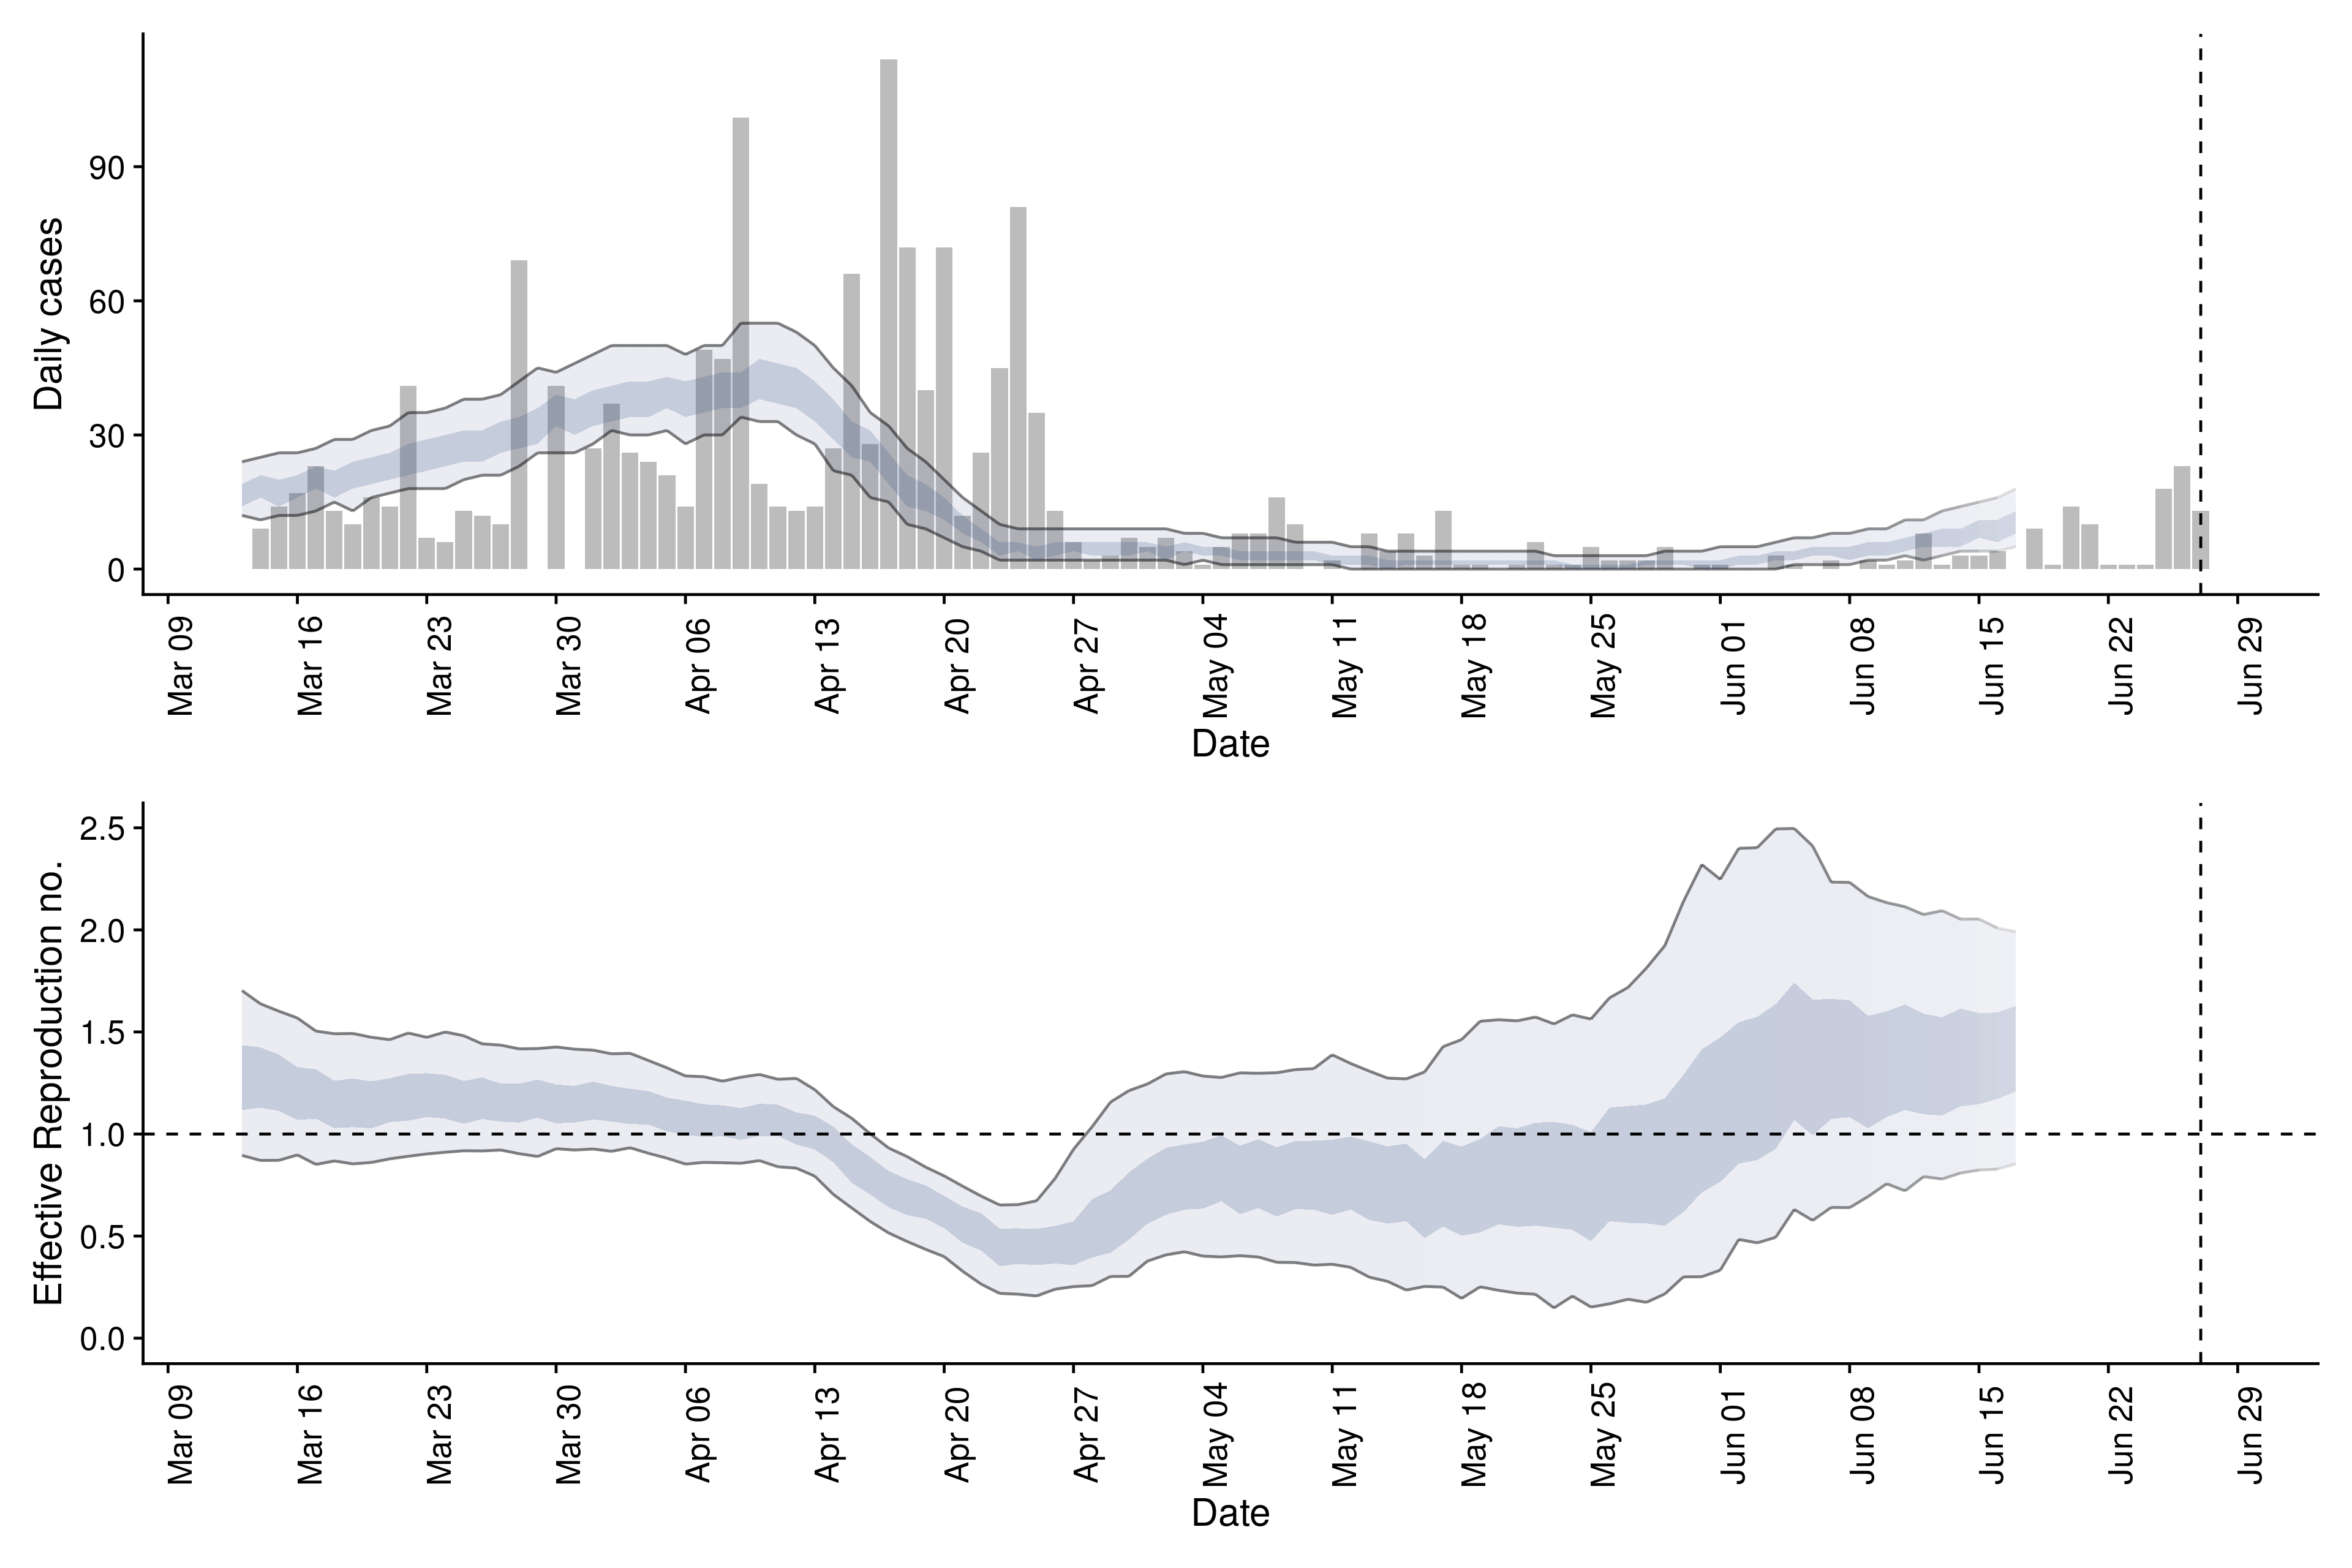 Daily cases
90
60
30
0
Mar 09
Mar 16
Mar 23
Mar 30
Apr 06
Apr 13
Apr 20
Apr 27
May 04
May 11
May 18
May 25
Jun 01
Jun 08
Jun 15
Jun 22
Jun 29
Date
Effective Reproduction no.
2.5
2.0
1.5
1.0
0.5
0.0
Mar 09
Mar 16
Mar 23
Mar 30
Apr 06
Apr 13
Apr 20
Apr 27
May 04
May 11
May 18
May 25
Jun 01
Jun 08
Jun 15
Jun 22
Jun 29
Date